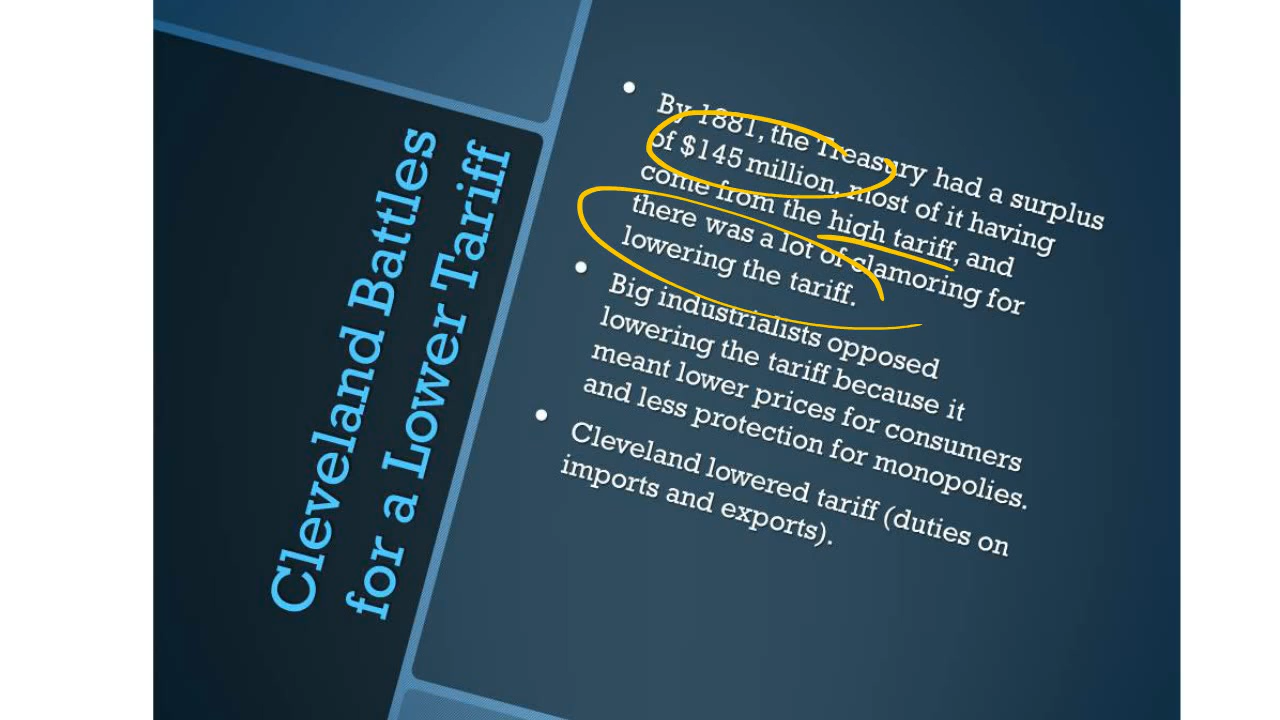 Cleveland Battles
for a Lower Tariff
• By 1881, the Treasury had a surplus
of $145 million, most of it having
come from the high tariff, and
there was a lot of clamoring for
lowering the tariff.
• Big industrialists opposed
lowering the tariff because it
meant lower prices for consumers
and less protection for monopolies.
• Cleveland lowered tariff (duties on
imports and exports).